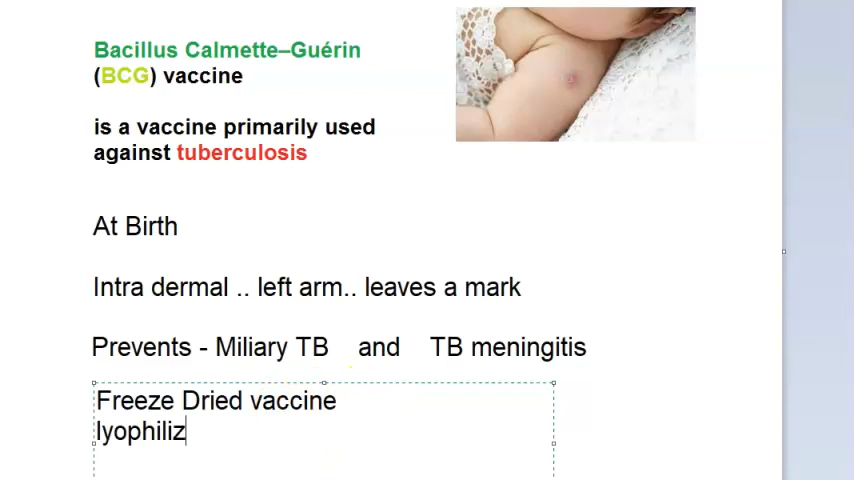 Bacillus Calmette–Guérin
(BCG) vaccine
is a vaccine primarily used
against tuberculosis
At Birth
Intra dermal .. left arm.. leaves a mark
Prevents - Miliary TB and TB meningitis
Freeze Dried vaccine
lyophiliz